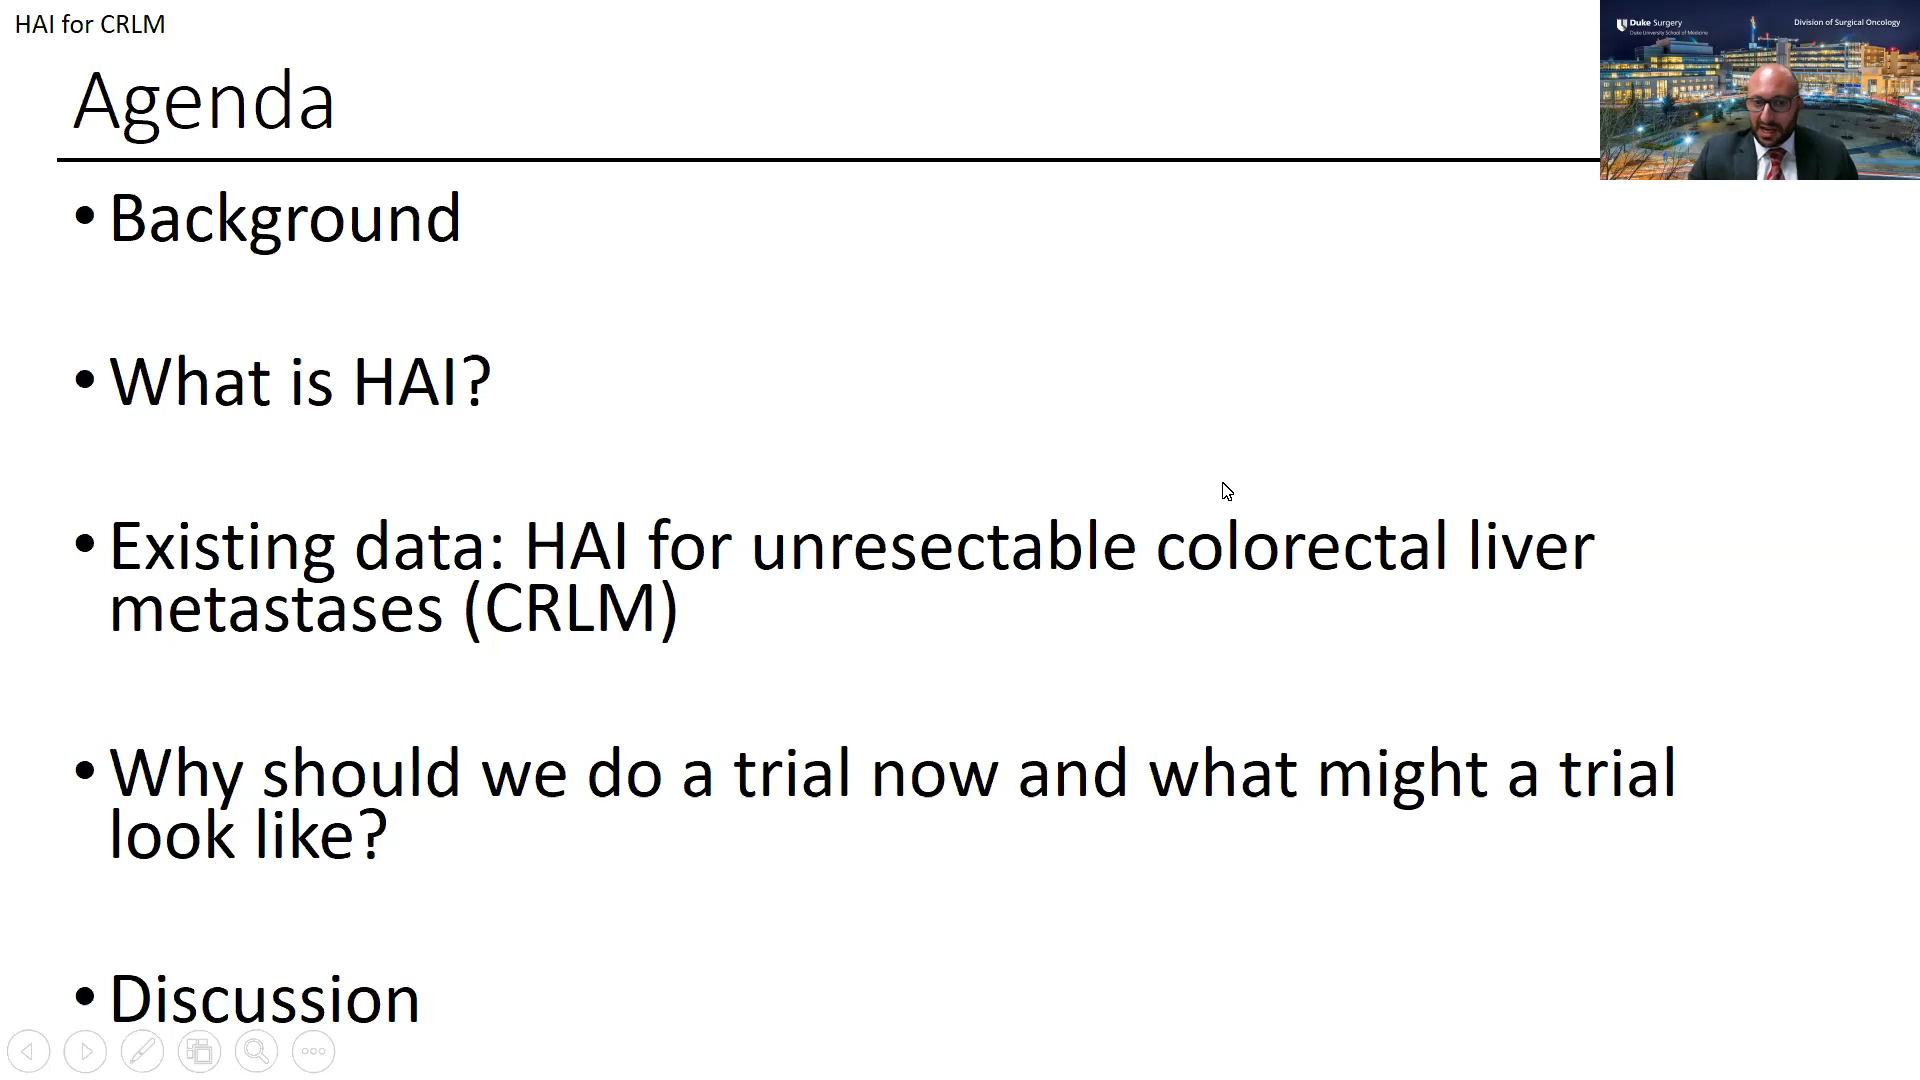 HAI for CRLM
Duke Surgery
Duke University School of Medicine
Division of Surgical Oncology
Agenda
• Background
• What is HAI?
• Existing data: HAI for unresectable colorectal liver
metastases (CRLM)
• Why should we do a trial now and what might a trial
look like?
• Discussion